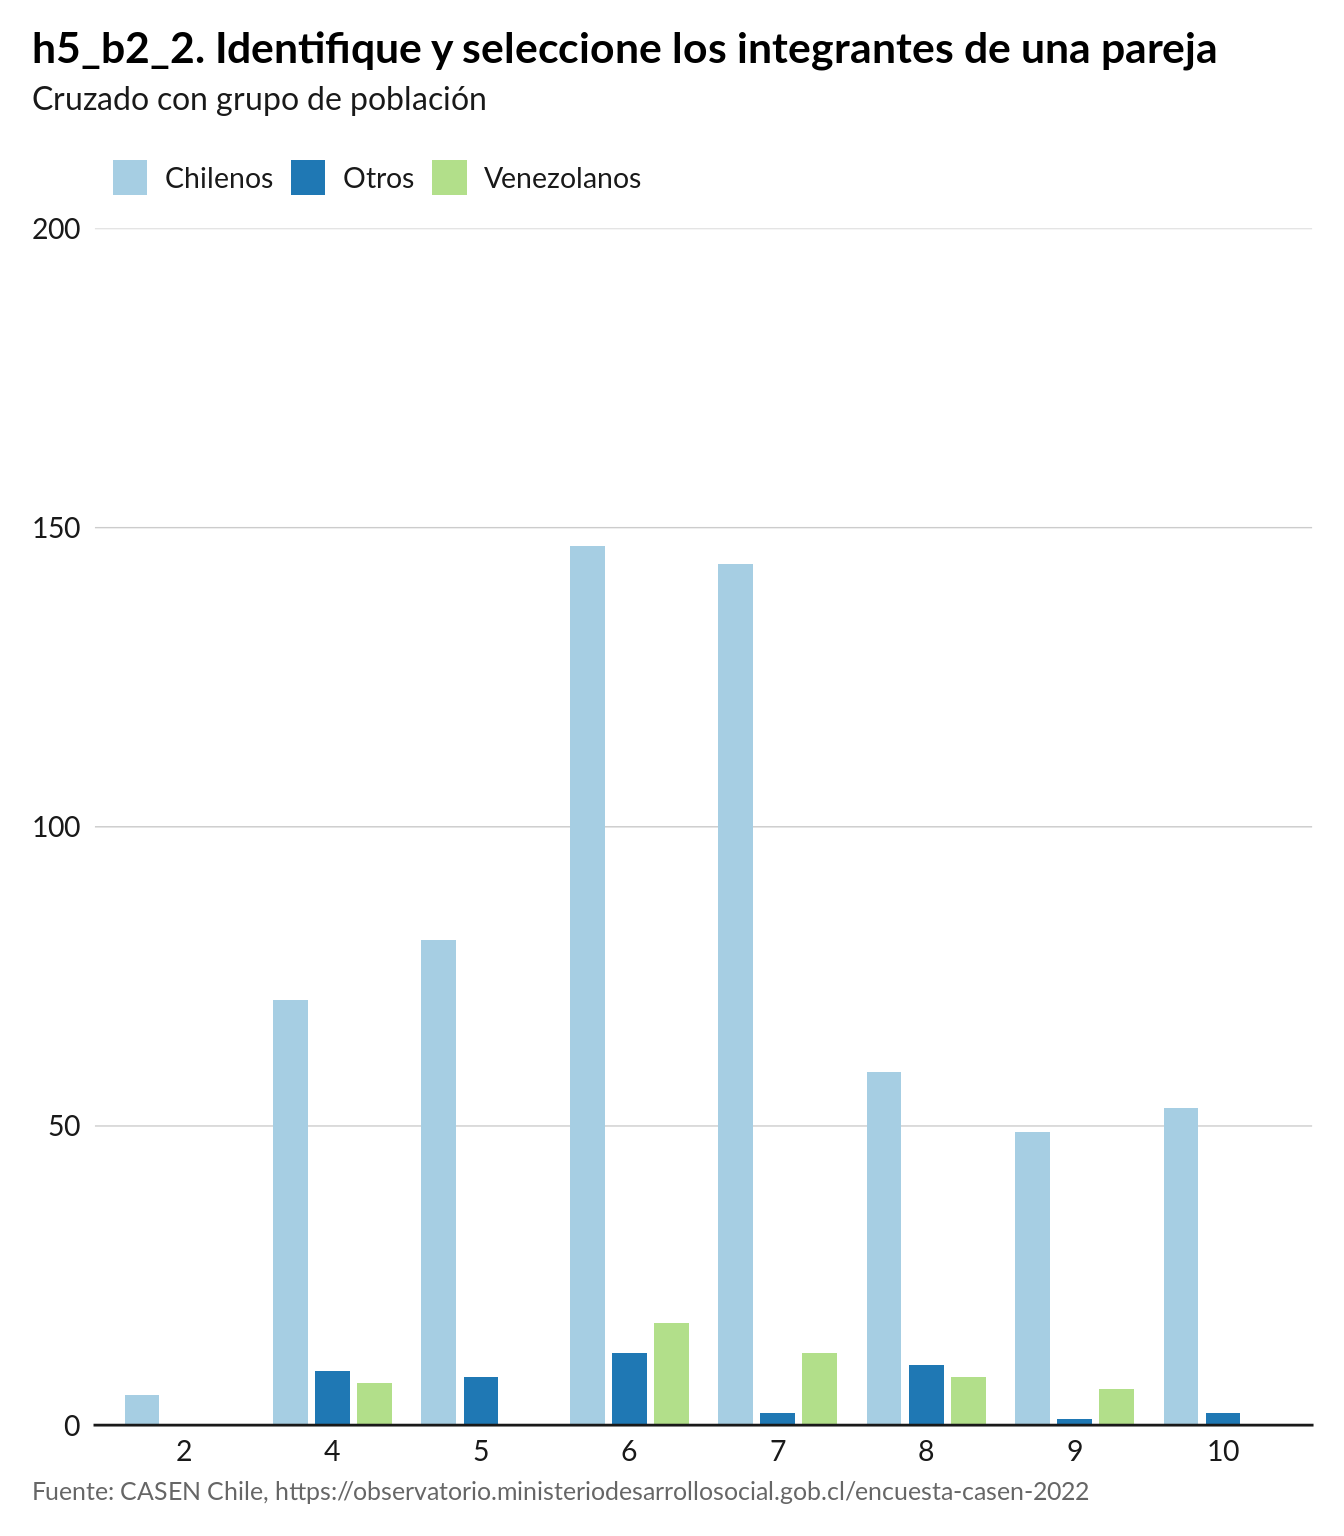 h5_b2_2. Identifique y seleccione los integrantes de una pareja
Cruzado con grupo de población
Chilenos Otros Venezolanos
200
150
100
50
0
2 4 5 6 7 8 9 10
Fuente: CASEN Chile, https://observatorio.ministeriodesarrollosocial.gob.cl/encuesta-casen-2022